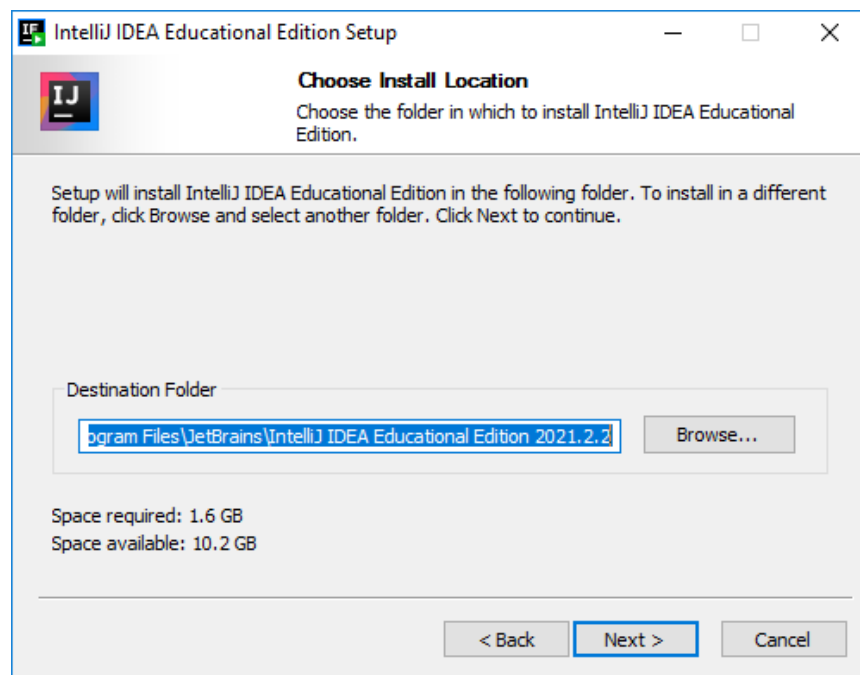 IntelliJ IDEA Educational Edition Setup
IJ
Choose Install Location
Choose the folder in which to install IntelliJ IDEA Educational
Edition.
Setup will install IntelliJ IDEA Educational Edition in the following folder. To install in a different
folder, click Browse and select another folder. Click Next to continue.
Destination Folder
ogram Files\JetBrains\IntelliJ IDEA Educational Edition 2021.2.2
Browse...
Space required: 1.6 GB
Space available: 10.2 GB
< Back
Next >
Cancel